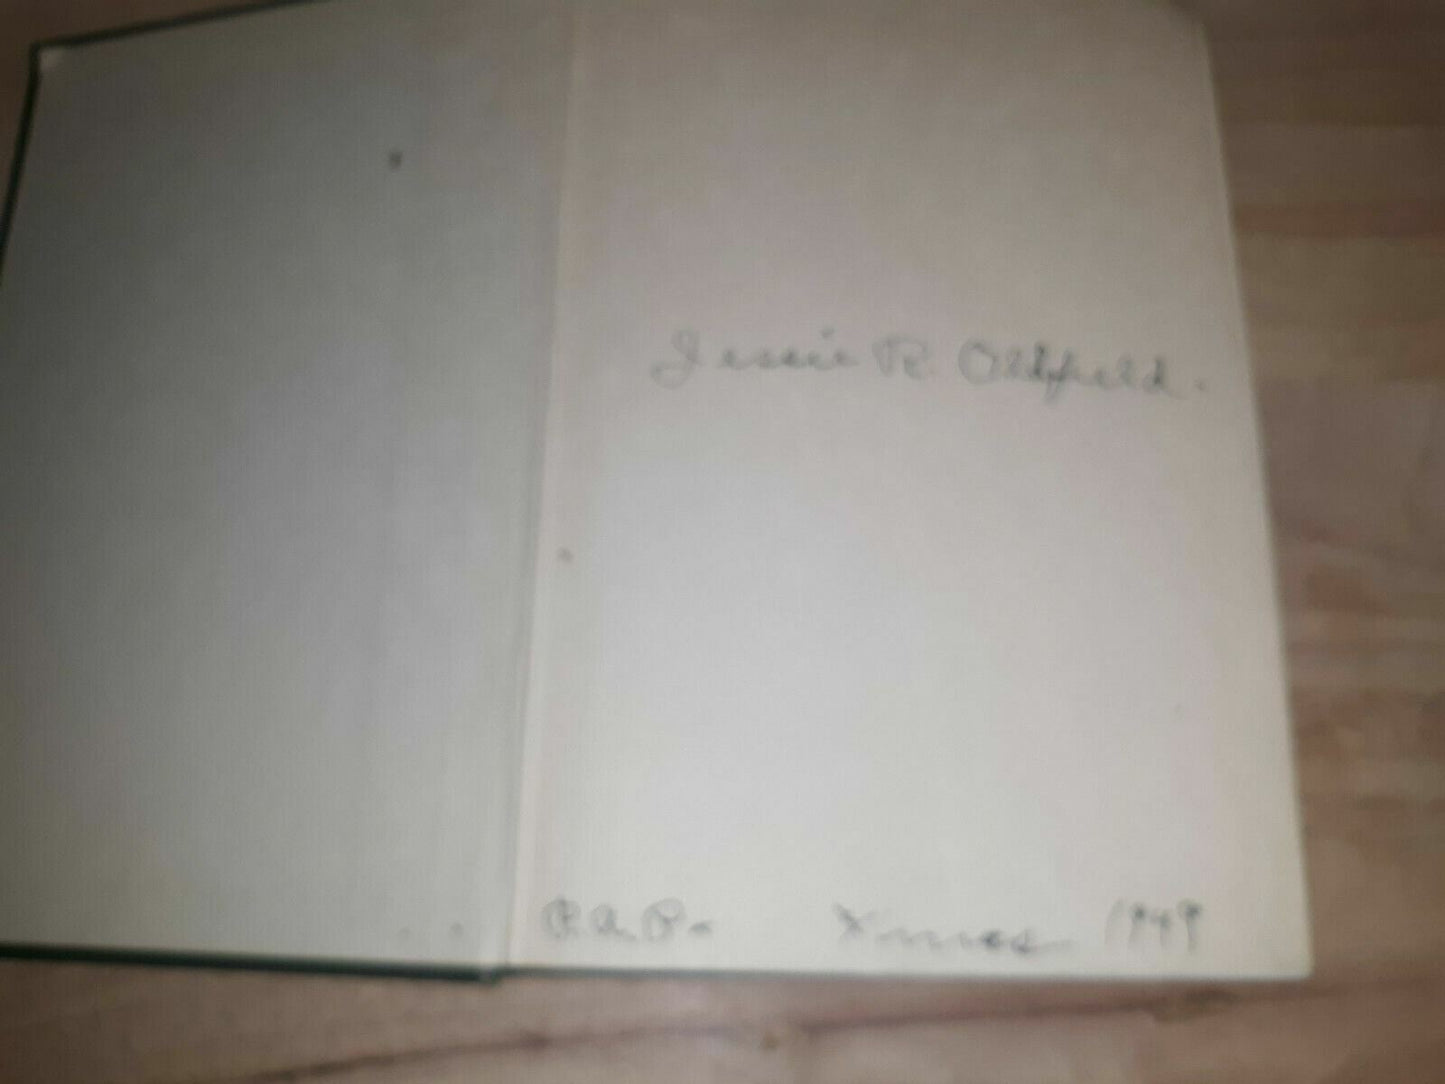 Jessie R. Oldfield.
P.A.P. Xmas 1949